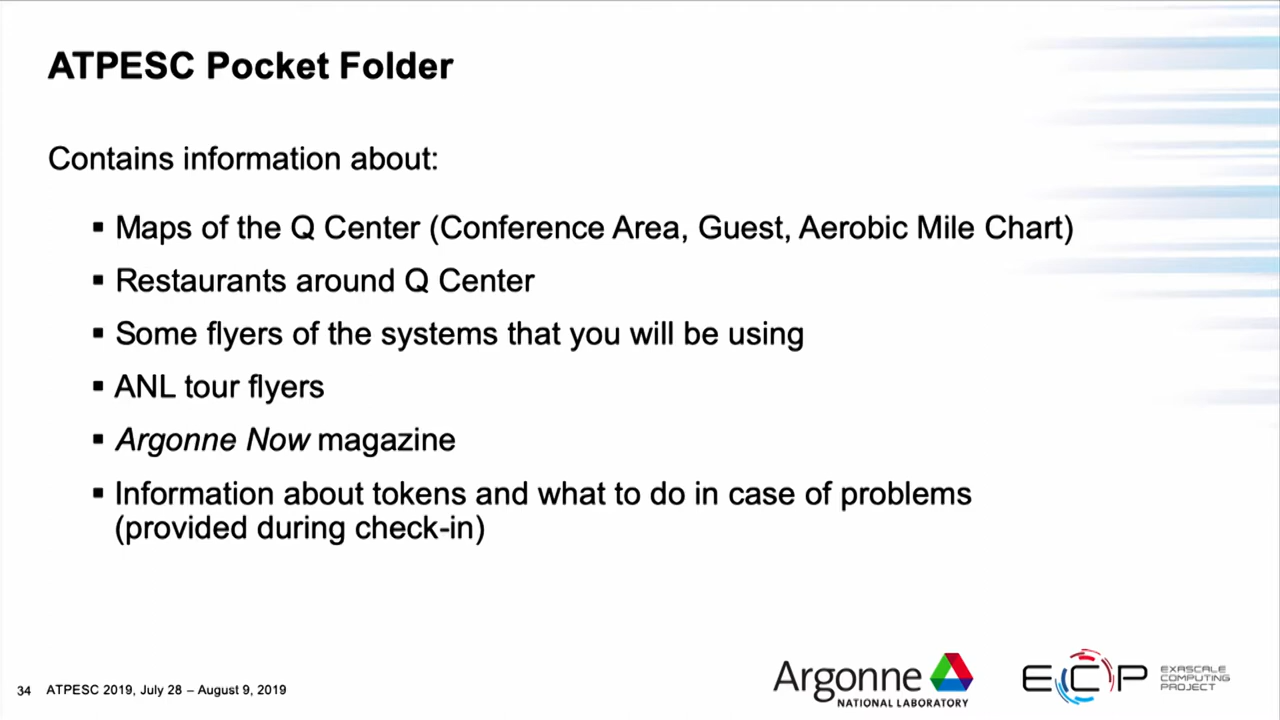 ATPESC Pocket Folder
Contains information about:
▪ Maps of the Q Center (Conference Area, Guest, Aerobic Mile Chart)
▪ Restaurants around Q Center
▪ Some flyers of the systems that you will be using
▪ ANL tour flyers
▪ Argonne Now magazine
▪ Information about tokens and what to do in case of problems
(provided during check-in)
34 ATPESC 2019, July 28 – August 9, 2019
Argonne
NATIONAL LABORATORY
ECP
EXASCALE
COMPUTING
PROJECT